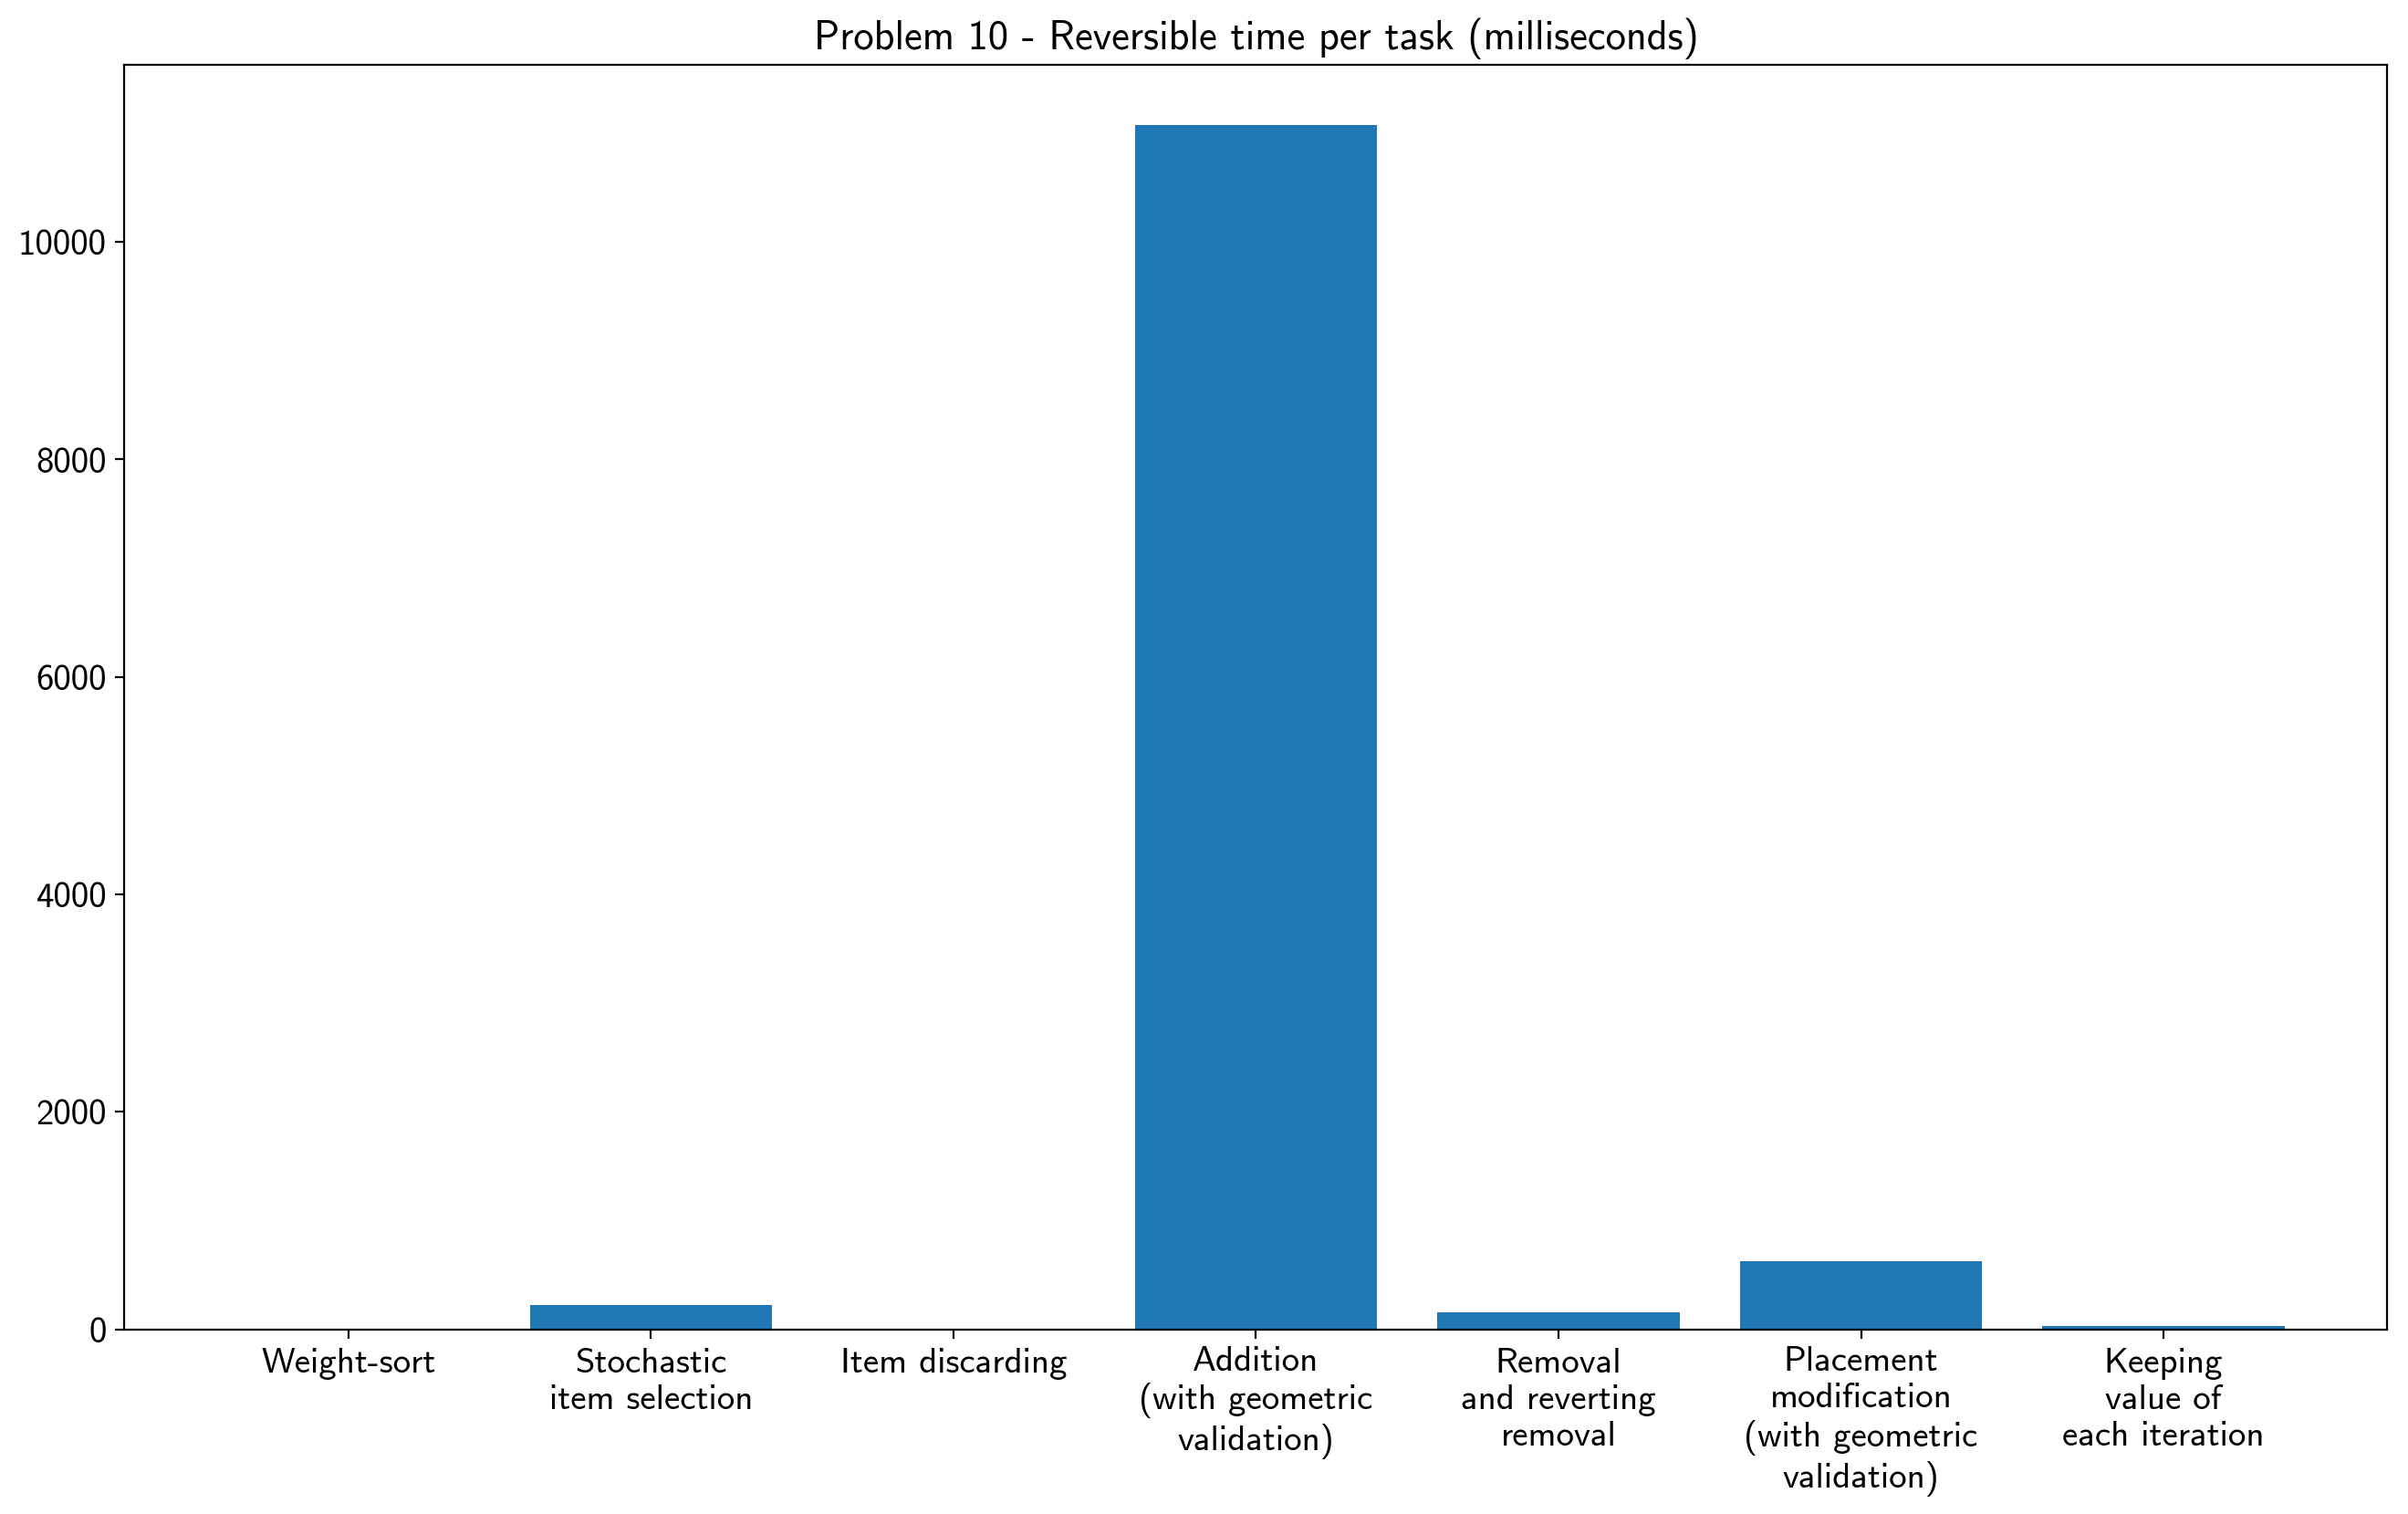 Problem 10 - Reversible time per task (milliseconds)
10000
8000
6000
4000
2000
0
Weight-sort
Stochastic
item selection
Item discarding
Addition
(with geometric
validation)
Removal
and reverting
removal
Placement
modification
(with geometric
validation)
Keeping
value of
each iteration